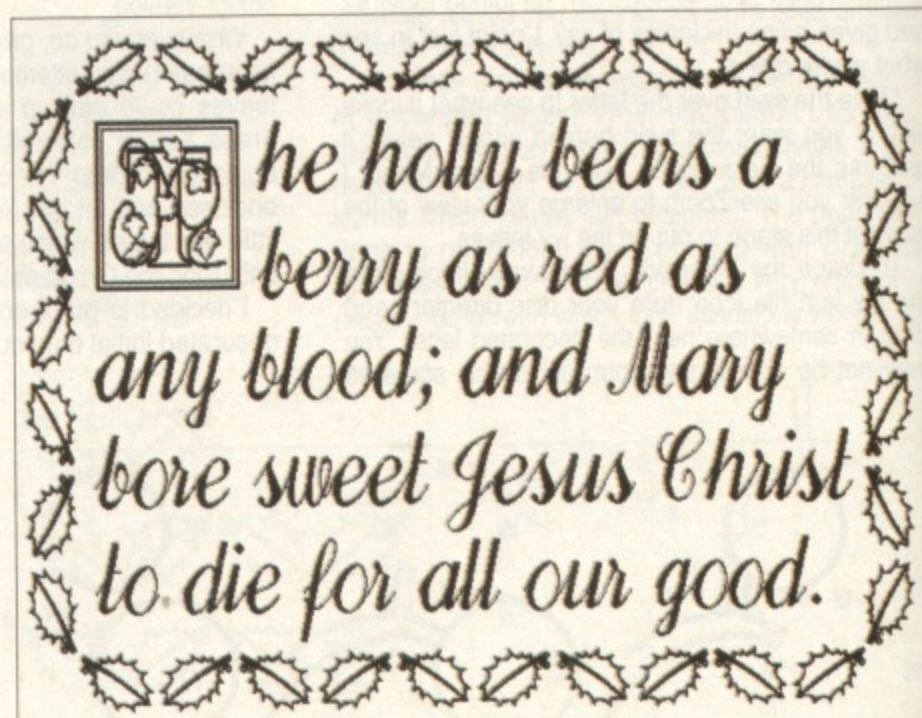 The holly bears a
berry as red as
any blood; and Mary
bore sweet Jesus Christ
to die for all our good.